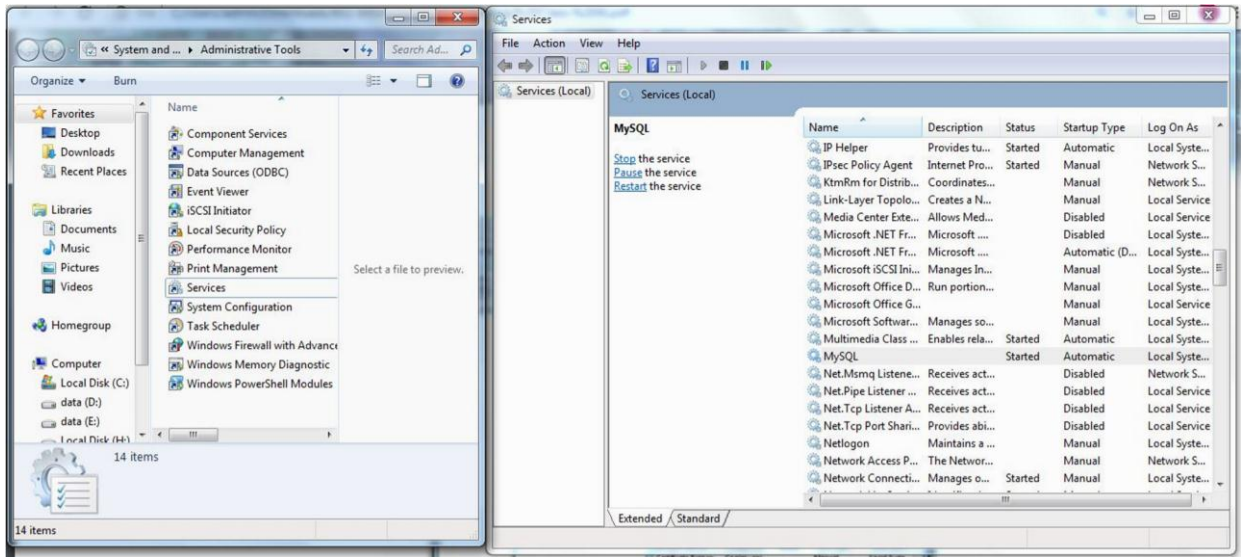 « System and ... ▸ Administrative Tools
Search Ad...
Organize
Burn
Favorites
Desktop
Downloads
Recent Places
Libraries
Documents
Music
Pictures
Videos
Homegroup
Computer
Local Disk (C:)
data (D:)
data (E:)
Local Disk (H:)
Name
Component Services
Computer Management
Data Sources (ODBC)
Event Viewer
iSCSI Initiator
Local Security Policy
Performance Monitor
Print Management
Services
System Configuration
Task Scheduler
Windows Firewall with Advance
Windows Memory Diagnostic
Windows PowerShell Modules
Select a file to preview.
14 items
14 items
Services
File Action View Help
Services (Local)
Services (Local)
MySQL
Stop the service
Pause the service
Restart the service
Name Description Status Startup Type Log On As
IP Helper Provides tu... Started Automatic Local Syste...
IPsec Policy Agent Internet Pro... Started Manual Network S...
KtmRm for Distrib... Coordinates... Manual Network S...
Link-Layer Topolo... Creates a N... Manual Local Service
Media Center Exte... Allows Med... Disabled Local Service
Microsoft .NET Fr... Microsoft .... Disabled Local Syste...
Microsoft .NET Fr... Microsoft .... Automatic (D... Local Syste...
Microsoft iSCSI Ini... Manages In... Manual Local Syste...
Microsoft Office D... Run portion... Manual Local Syste...
Microsoft Office G... Manual Local Service
Microsoft Softwar... Manages so... Manual Local Syste...
Multimedia Class ... Enables rela... Started Automatic Local Syste...
MySQL Started Automatic Local Syste...
Net.Msmq Listene... Receives act... Disabled Network S...
Net.Pipe Listener ... Receives act... Disabled Local Service
Net.Tcp Listener A... Receives act... Disabled Local Service
Net.Tcp Port Shari... Provides abi... Disabled Local Service
Netlogon Maintains a ... Manual Local Syste...
Network Access P... The Networ... Manual Network S...
Network Connecti... Manages o... Started Manual Local Syste...
Extended Standard